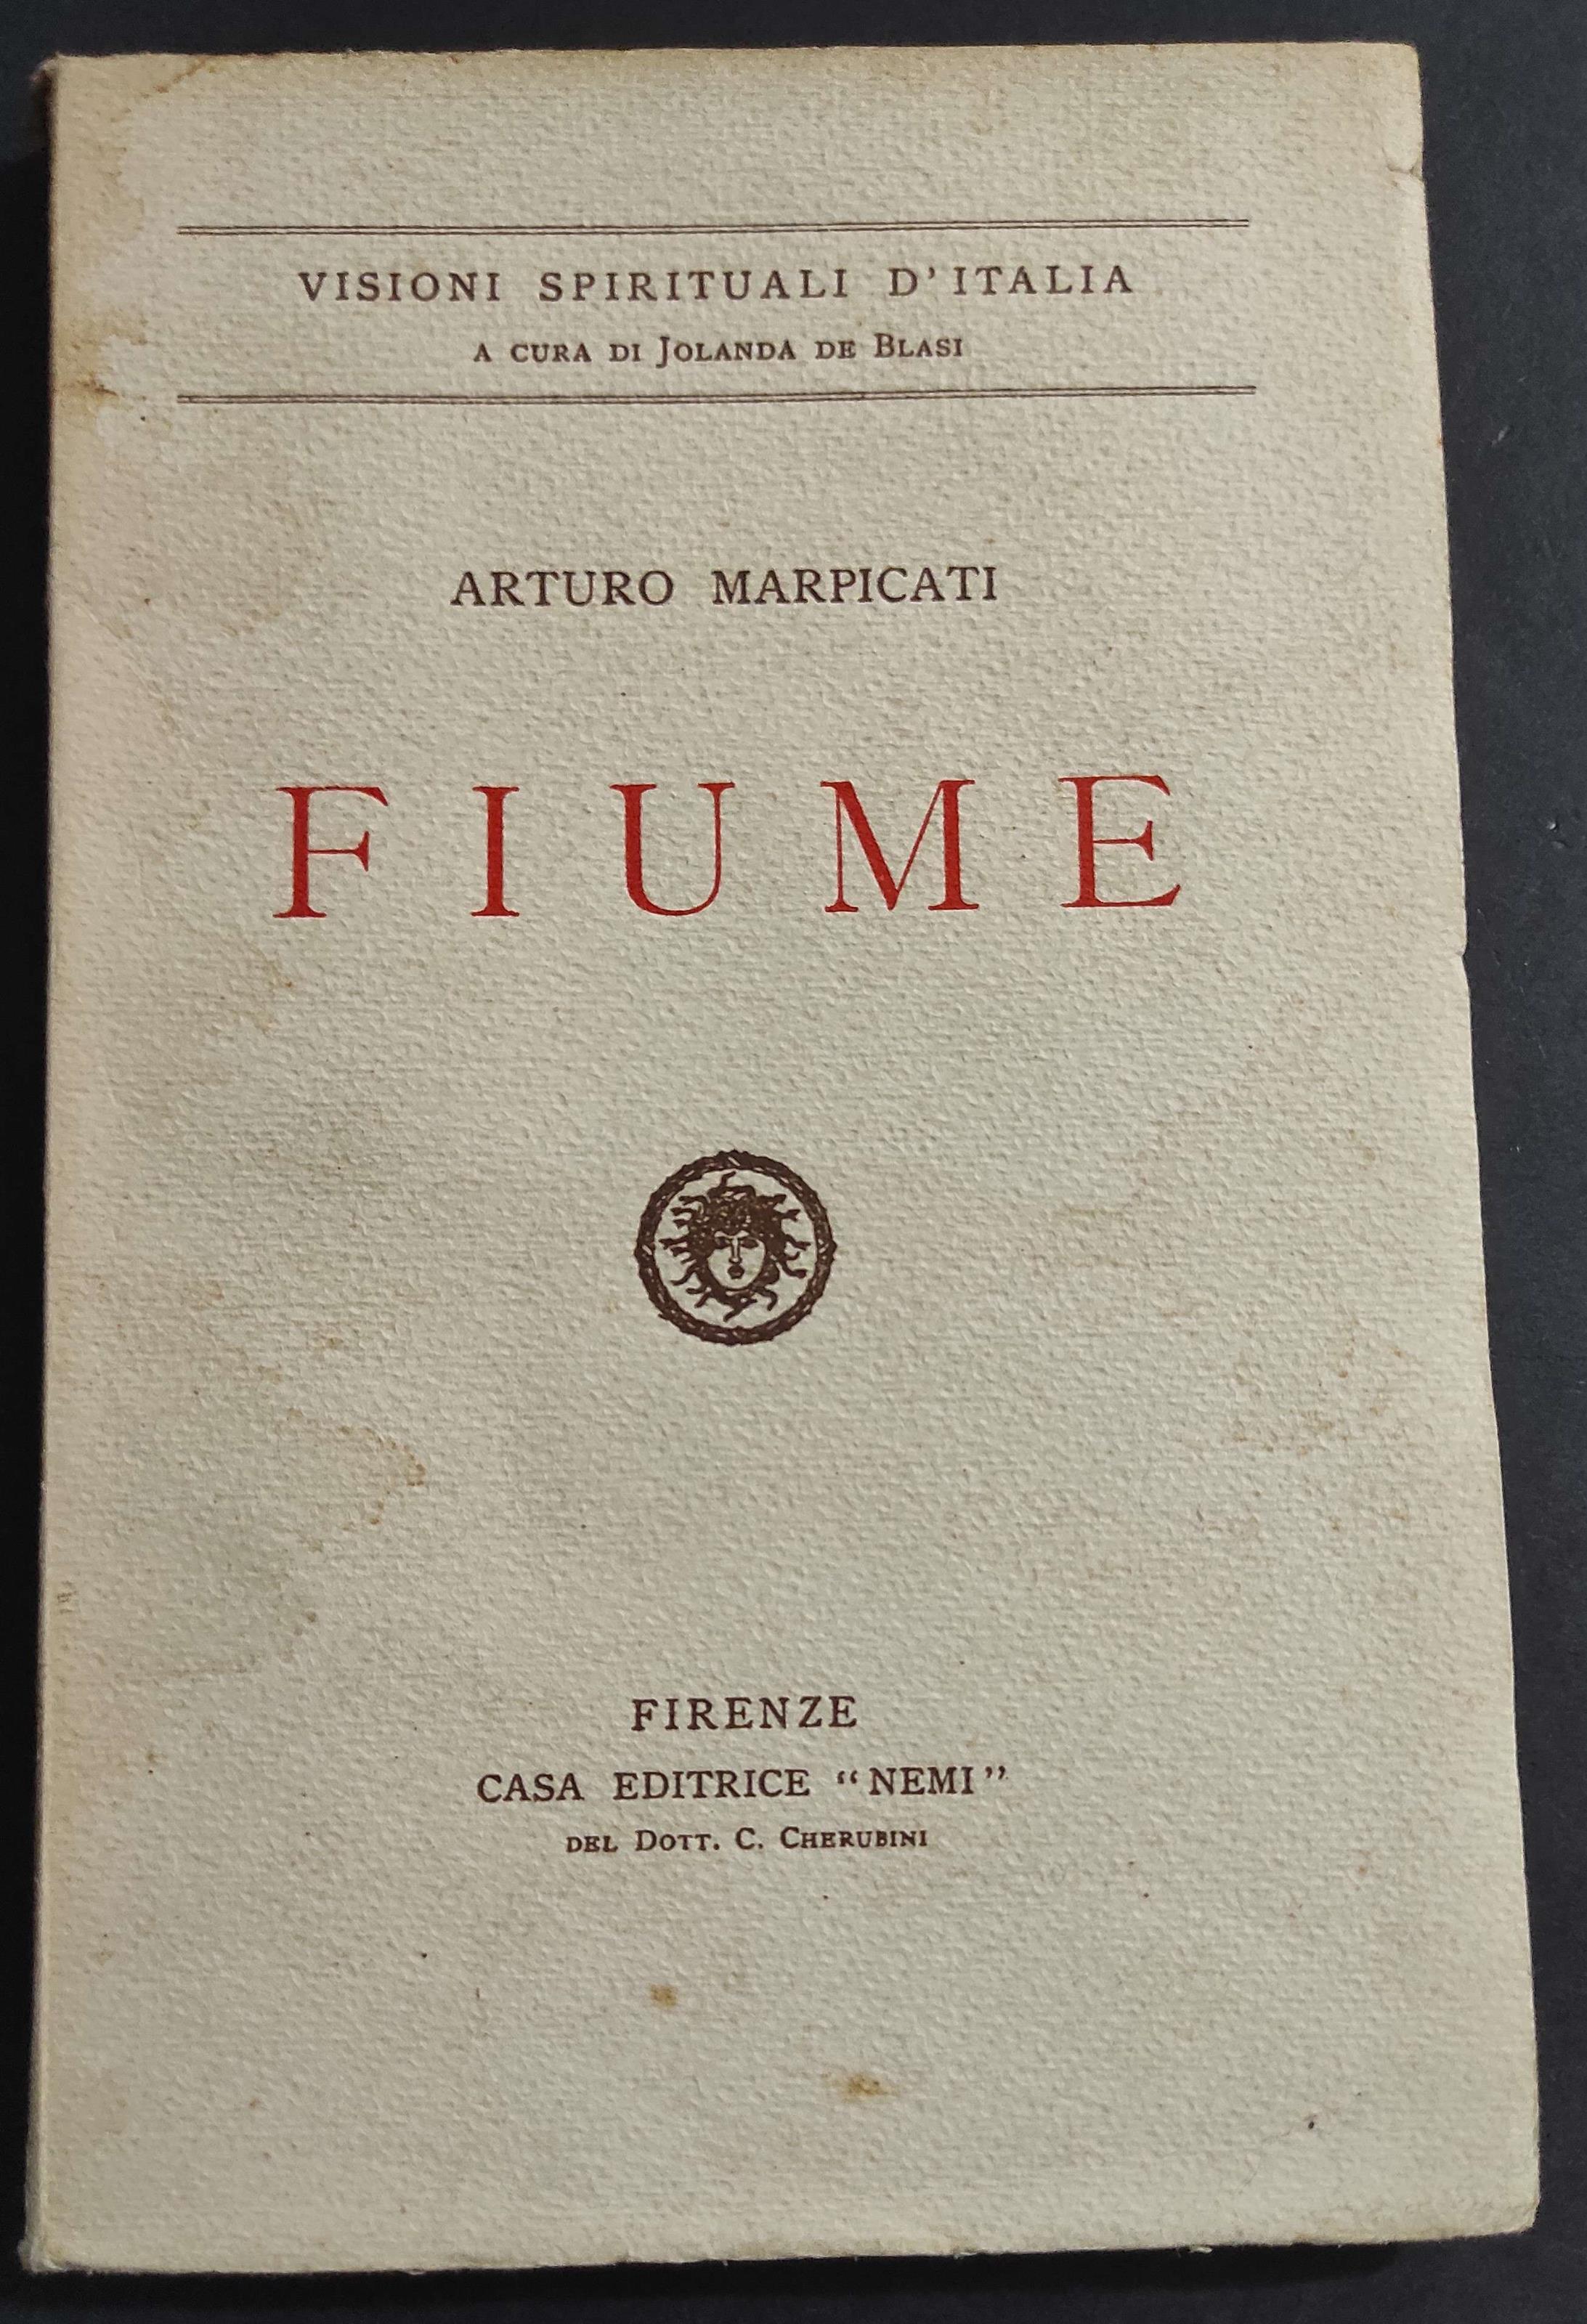 VISIONI SPIRITUALI D'ITALIA
A CURA DI JOLANDA DE BLASI
ARTURO MARPICATI
FIUME
FIRENZE
CASA EDITRICE “NEMI”
DEL DOTT. C. CHERUBINI